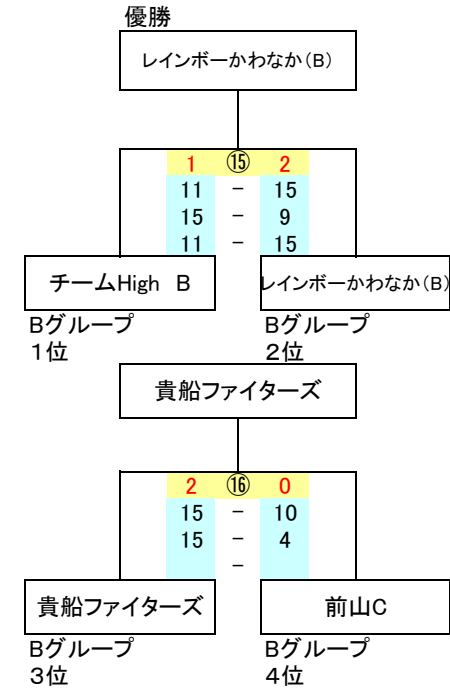 優勝
レインボーかわなか（B）
1 ⑮ 2
11 － 15
15 － 9
11 － 15
チームHigh　B レインボーかわなか（B）
Bグループ Bグループ
1位 2位
貴船ファイターズ
2 ⑯ 0
15 － 10
15 － 4
－
貴船ファイターズ 前山C
Bグループ Bグループ
3位 4位